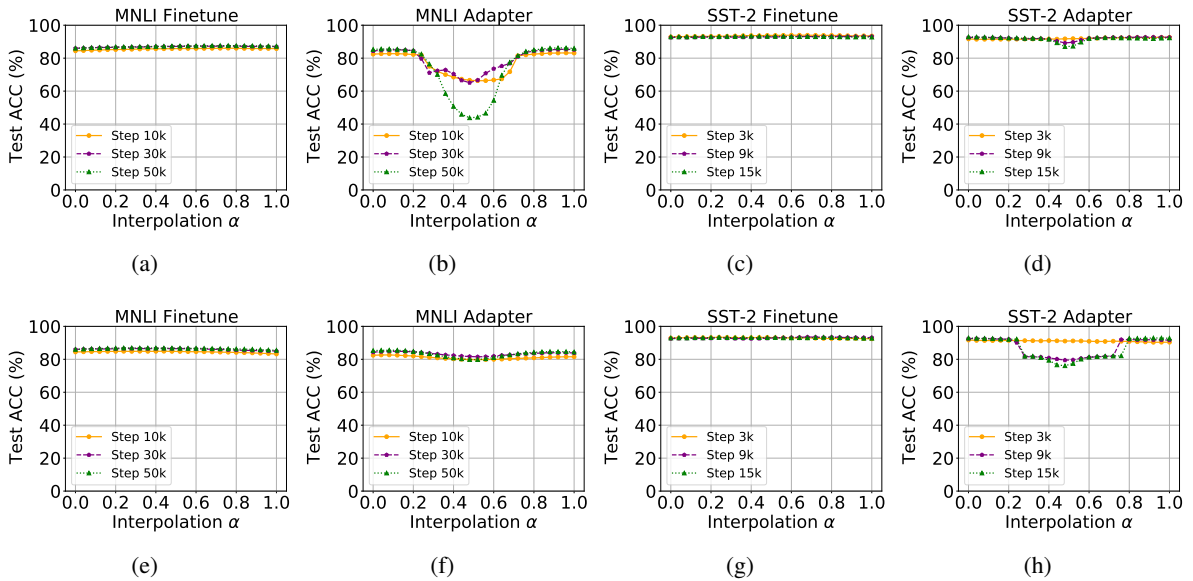 MNLI Finetune
Test ACC (%)
100
80
60
40
20
0
Step 10k
Step 30k
Step 50k
0.0 0.2 0.4 0.6 0.8 1.0
Interpolation α
(a)
MNLI Adapter
Test ACC (%)
100
80
60
40
20
0
Step 10k
Step 30k
Step 50k
0.0 0.2 0.4 0.6 0.8 1.0
Interpolation α
(b)
SST-2 Finetune
Test ACC (%)
100
80
60
40
20
0
Step 3k
Step 9k
Step 15k
0.0 0.2 0.4 0.6 0.8 1.0
Interpolation α
(c)
SST-2 Adapter
Test ACC (%)
100
80
60
40
20
0
Step 3k
Step 9k
Step 15k
0.0 0.2 0.4 0.6 0.8 1.0
Interpolation α
(d)
MNLI Finetune
Test ACC (%)
100
80
60
40
20
0
Step 10k
Step 30k
Step 50k
0.0 0.2 0.4 0.6 0.8 1.0
Interpolation α
(e)
MNLI Adapter
Test ACC (%)
100
80
60
40
20
0
Step 10k
Step 30k
Step 50k
0.0 0.2 0.4 0.6 0.8 1.0
Interpolation α
(f)
SST-2 Finetune
Test ACC (%)
100
80
60
40
20
0
Step 3k
Step 9k
Step 15k
0.0 0.2 0.4 0.6 0.8 1.0
Interpolation α
(g)
SST-2 Adapter
Test ACC (%)
100
80
60
40
20
0
Step 3k
Step 9k
Step 15k
0.0 0.2 0.4 0.6 0.8 1.0
Interpolation α
(h)